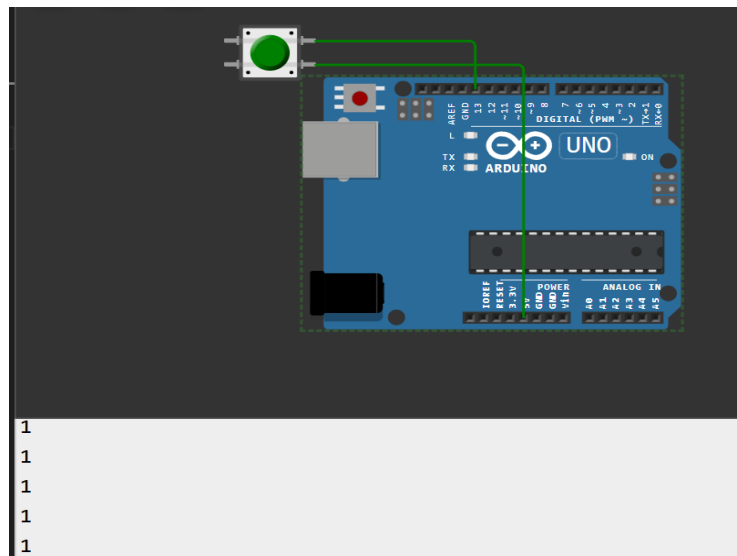 AREF
GND
13
12
~11
~10
~9
8
7
~6
~5
4
~3
2
TX→1
RX←0
DIGITAL (PWM ~)
L
TX
RX
UNO
ON
ARDUINO
POWER
ANALOG IN
IOREF
RESET
3.3V
5V
GND
GND
Vin
A0
A1
A2
A3
A4
A5
1
1
1
1
1